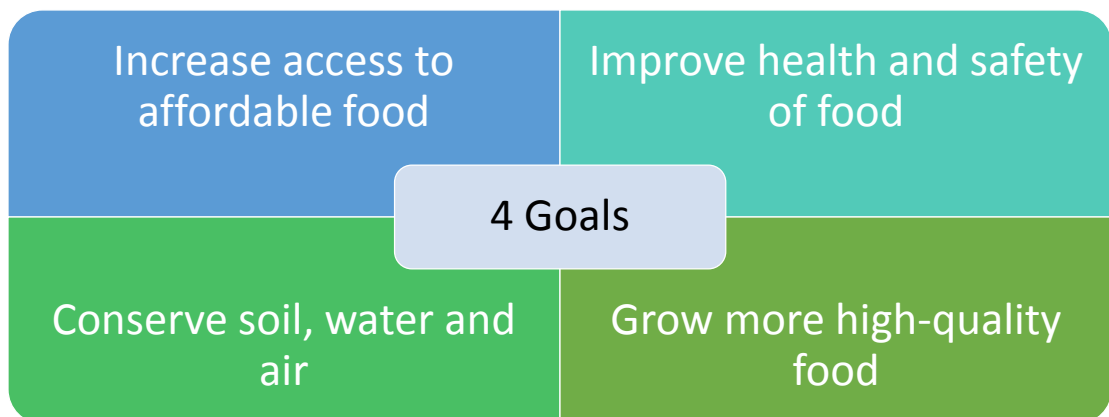 Increase access to
affordable food
Improve health and safety
of food
4 Goals
Conserve soil, water and
air
Grow more high-quality
food